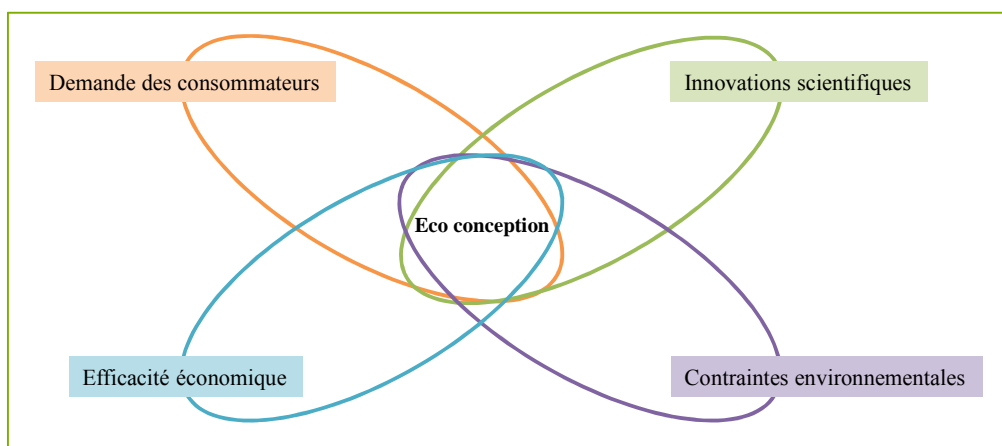 Demande des consommateurs
Innovations scientifiques
Eco conception
Efficacité économique
Contraintes environnementales